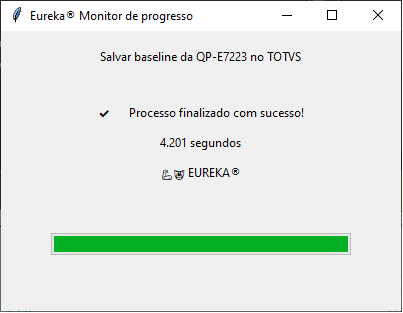 Eureka® Monitor de progresso
Salvar baseline da QP-E7223 no TOTVS
✔ Processo finalizado com sucesso!
4.201 segundos
💪🐺 EUREKA®